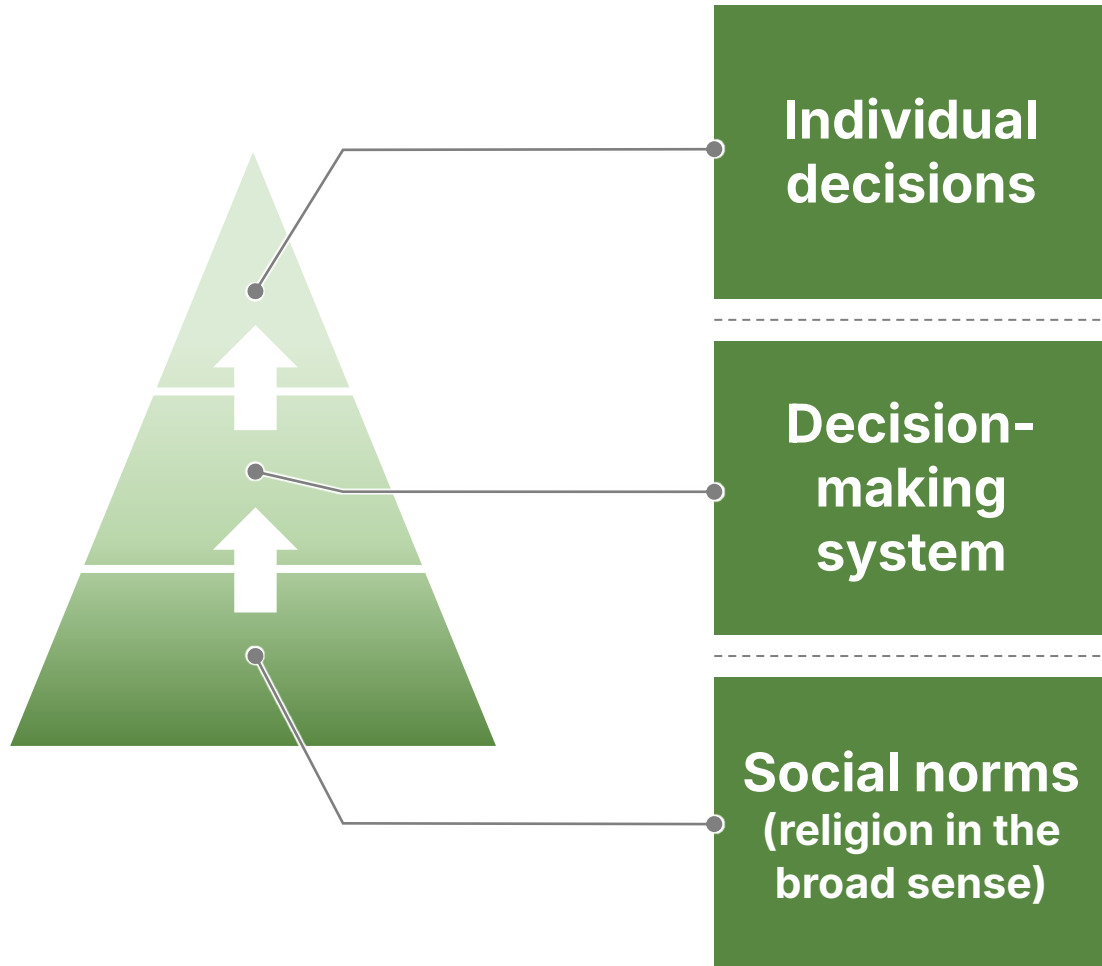 Individual
decisions
Decision-
making
system
Social norms
(religion in the
broad sense)